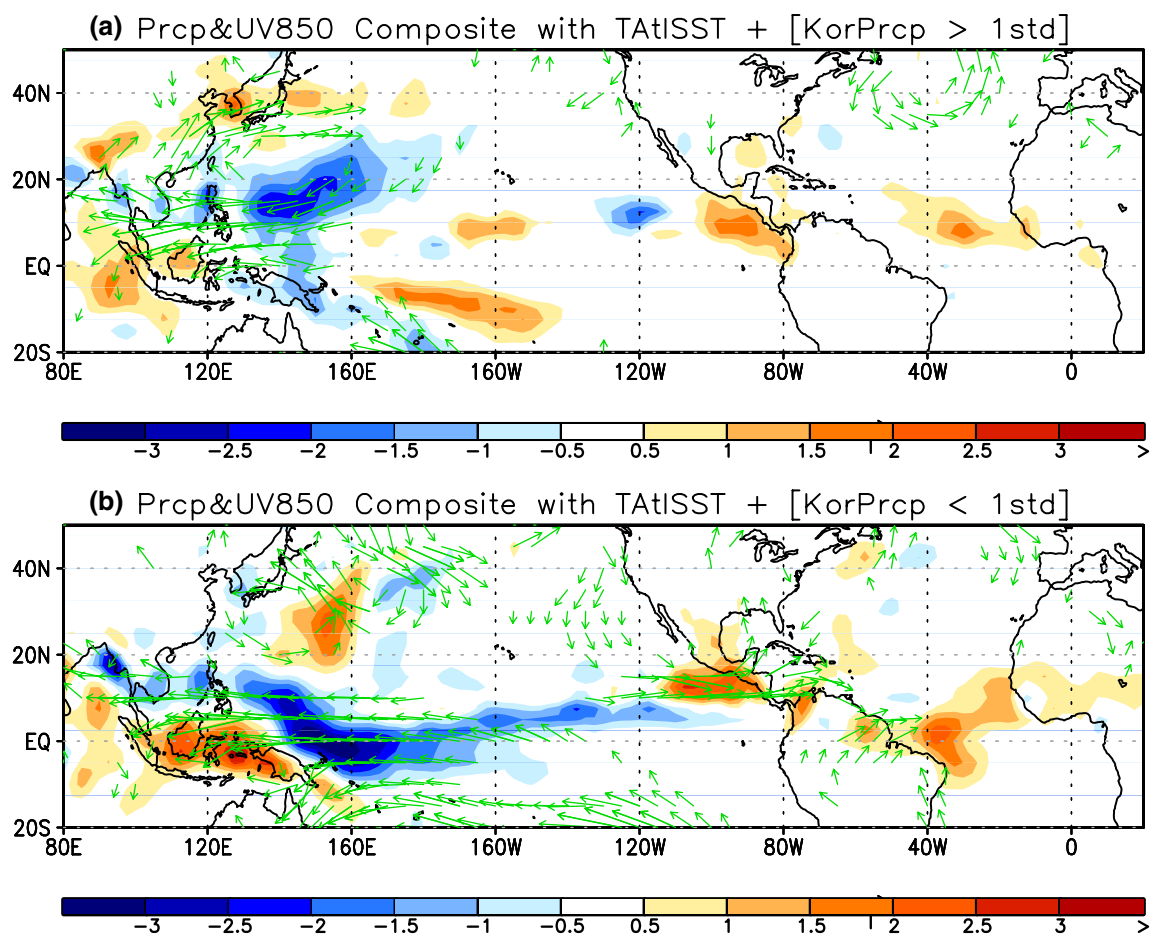 (a) Prcp&UV850 Composite with TAtlSST + [KorPrcp > 1std]
40N
20N
EQ
20S
80E 120E 160E 160W 120W 80W 40W 0
-3 -2.5 -2 -1.5 -1 -0.5 0.5 1 1.5 2 2.5 3 >
(b) Prcp&UV850 Composite with TAtlSST + [KorPrcp < 1std]
40N
20N
EQ
20S
80E 120E 160E 160W 120W 80W 40W 0
-3 -2.5 -2 -1.5 -1 -0.5 0.5 1 1.5 2 2.5 3 >